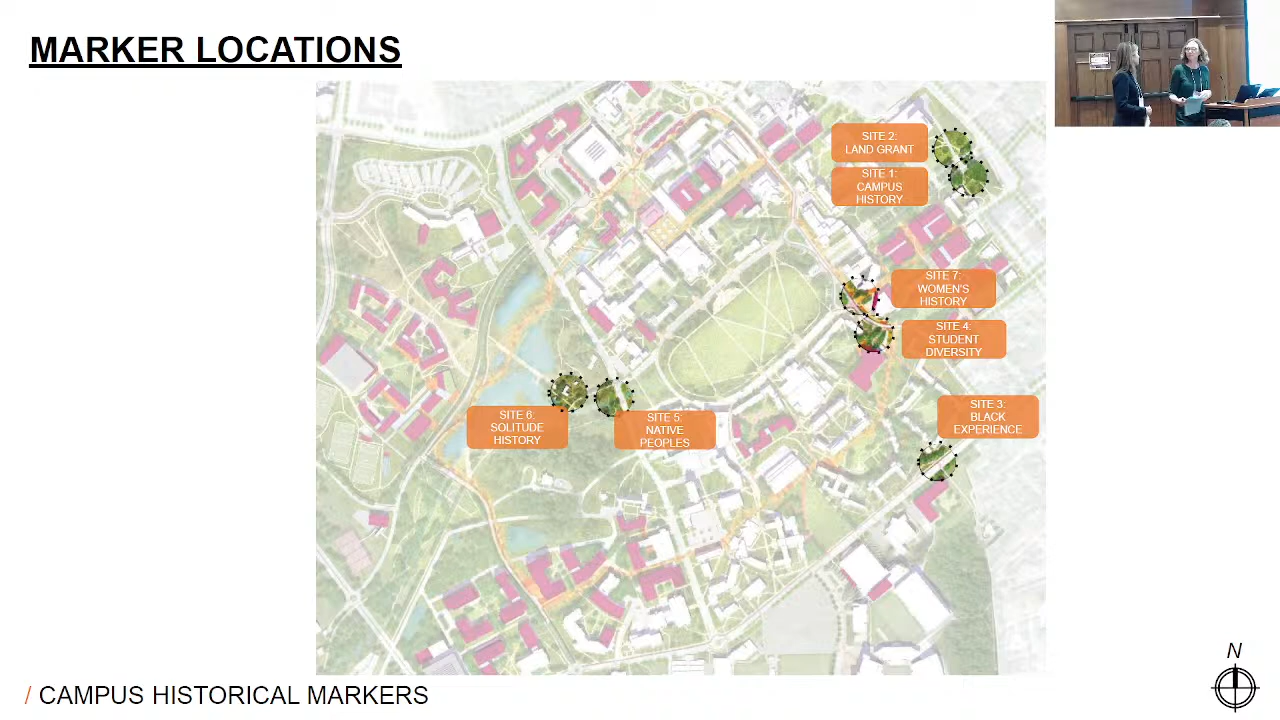 MARKER LOCATIONS
SITE 2:
LAND GRANT
SITE 1:
CAMPUS
HISTORY
SITE 7:
WOMEN'S
HISTORY
SITE 4:
STUDENT
DIVERSITY
SITE 3:
BLACK
EXPERIENCE
SITE 6:
SOLITUDE
HISTORY
SITE 5:
NATIVE
PEOPLES
N
/ CAMPUS HISTORICAL MARKERS